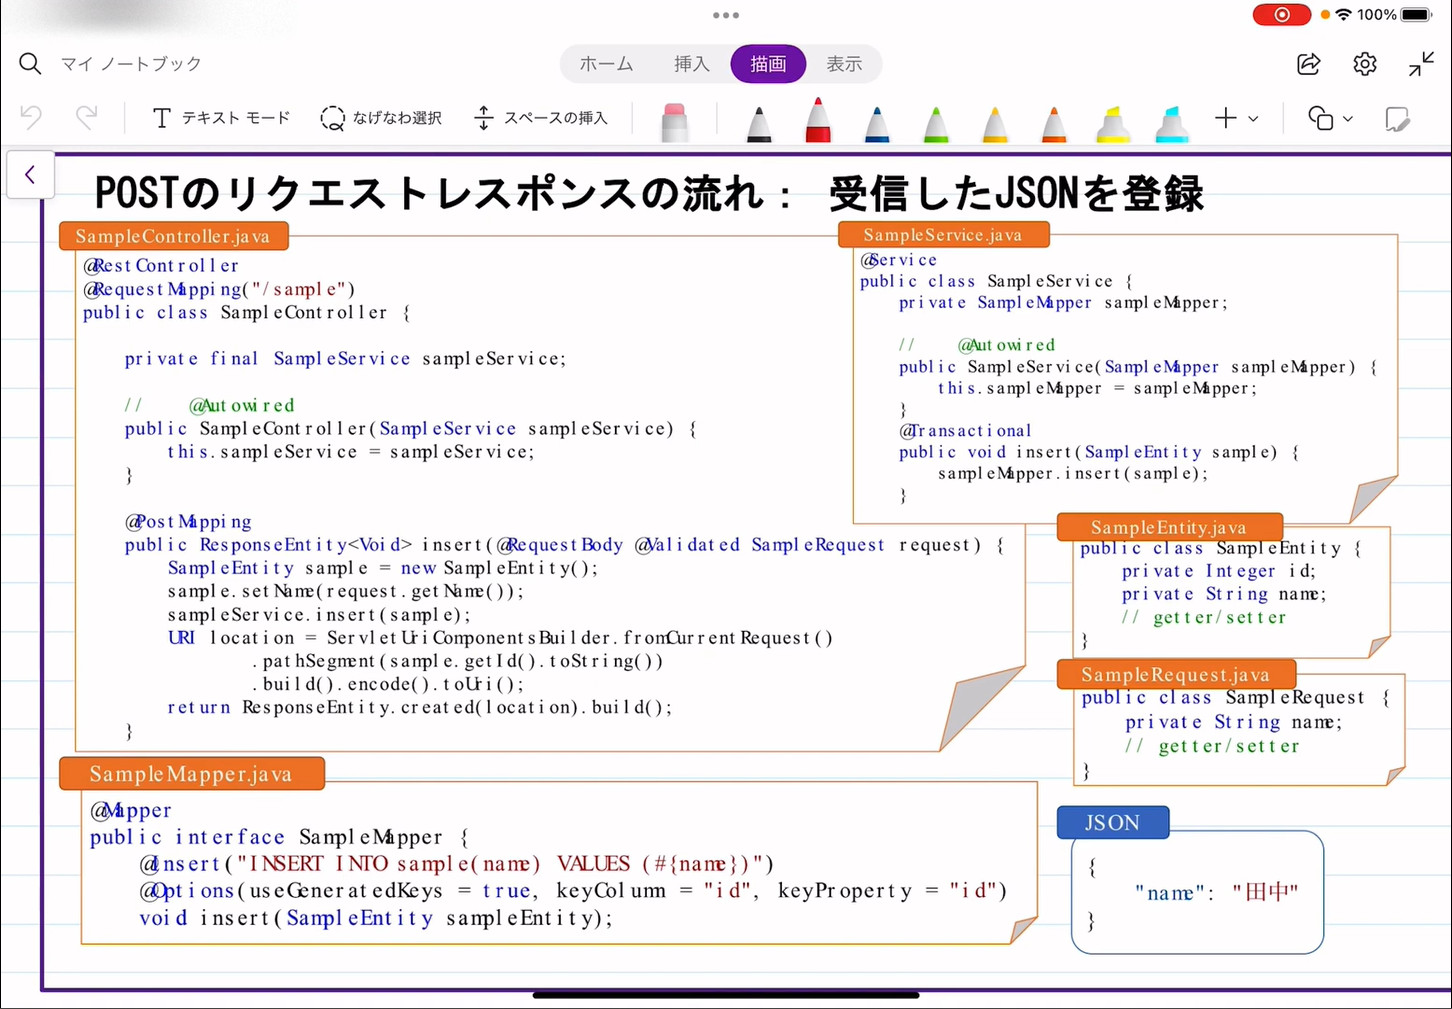 100%
マイ ノートブック
ホーム 挿入 描画 表示
テキスト モード なげなわ選択 スペースの挿入
POSTのリクエストレスポンスの流れ： 受信したJSONを登録
SampleController.java
@RestController
@RequestMapping("/sample")
public class SampleController {
private final SampleService sampleService;
// @Autowired
public SampleController(SampleService sampleService) {
this.sampleService = sampleService;
}
@PostMapping
public ResponseEntity<Void> insert(@RequestBody @Validated SampleRequest request) {
SampleEntity sample = new SampleEntity();
sample.setName(request.getName());
sampleService.insert(sample);
URI location = ServletUriComponentsBuilder.fromCurrentRequest()
.pathSegment(sample.getId().toString())
.build().encode().toUri();
return ResponseEntity.created(location).build();
}
SampleService.java
@Service
public class SampleService {
private SampleMapper sampleMapper;
// @Autowired
public SampleService(SampleMapper sampleMapper) {
this.sampleMapper = sampleMapper;
}
@Transactional
public void insert(SampleEntity sample) {
sampleMapper.insert(sample);
}
SampleEntity.java
public class SampleEntity {
private Integer id;
private String name;
// getter/setter
}
SampleRequest.java
public class SampleRequest {
private String name;
// getter/setter
}
SampleMapper.java
@Mapper
public interface SampleMapper {
@Insert("INSERT INTO sample(name) VALUES (#{name})")
@Options(useGeneratedKeys = true, keyColumn = "id", keyProperty = "id")
void insert(SampleEntity sampleEntity);
JSON
{
"name": "田中"
}